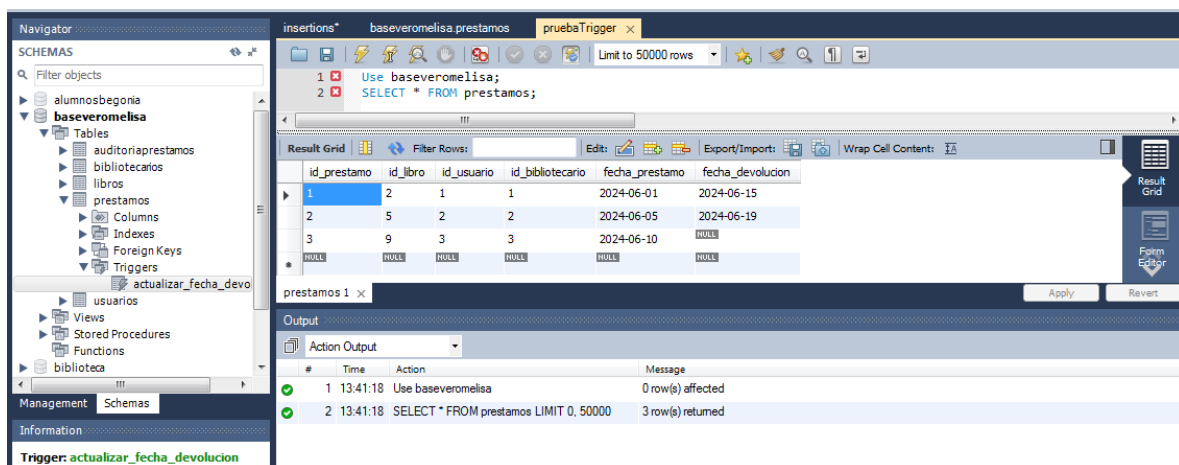 Navigator
SCHEMAS
Filter objects
alumnosbegonia
baseveromelisa
Tables
auditoriaprestamos
bibliotecarios
libros
prestamos
Columns
Indexes
Foreign Keys
Triggers
actualizar_fecha_devo
usuarios
Views
Stored Procedures
Functions
biblioteca
Management Schemas
Information
Trigger: actualizar_fecha_devolucion
insertions* baseveromelisa.prestamos pruebaTrigger
Limit to 50000 rows
1 Use baseveromelisa;
2 SELECT * FROM prestamos;
Result Grid Filter Rows: Edit: Export/Import: Wrap Cell Content: IA
id_prestamo id_libro id_usuario id_bibliotecario fecha_prestamo fecha_devolucion
1 2 1 1 2024-06-01 2024-06-15
2 5 2 2 2024-06-05 2024-06-19
3 9 3 3 2024-06-10 NULL
* NULL NULL NULL NULL NULL NULL
Result Grid
Form Editor
prestamos 1 Apply Revert
Output
Action Output
# Time Action Message
1 13:41:18 Use baseveromelisa 0 row(s) affected
2 13:41:18 SELECT * FROM prestamos LIMIT 0, 50000 3 row(s) returned